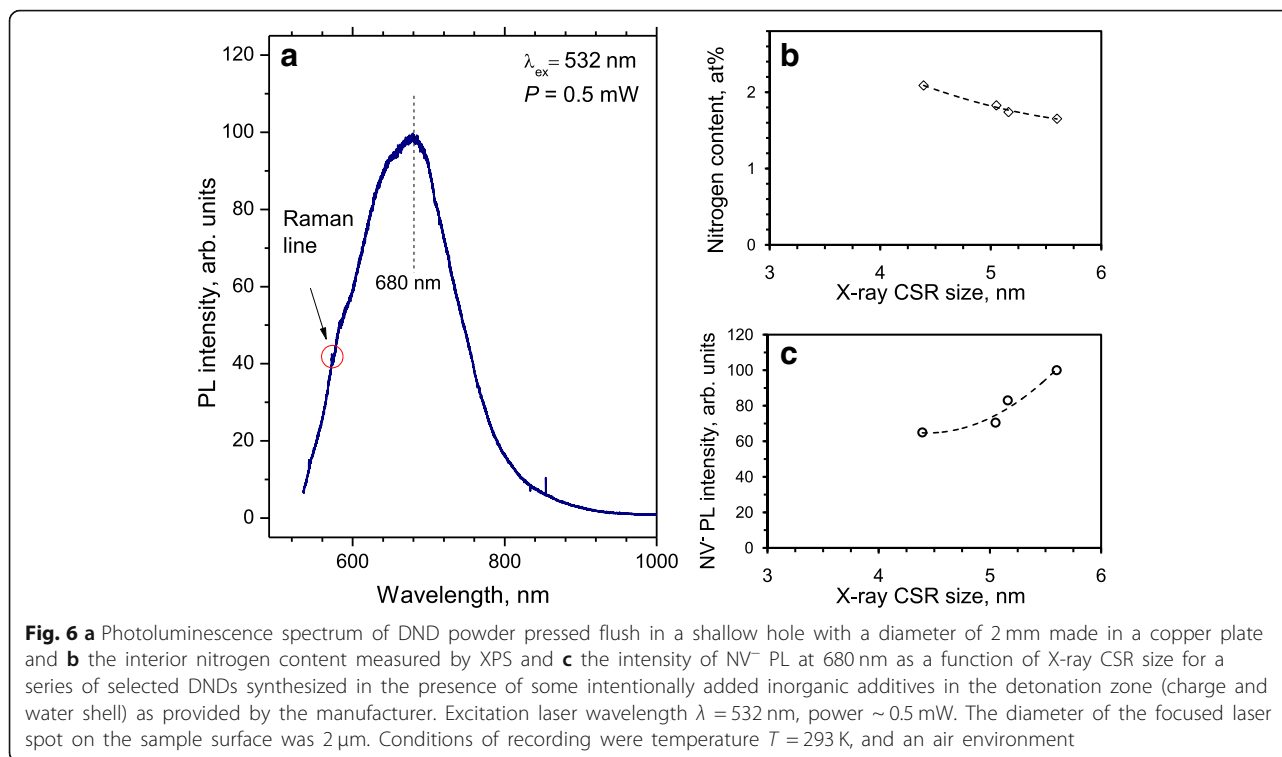 a
λex = 532 nm
P = 0.5 mW
120
100
80
60
40
20
0
PL intensity, arb. units
Raman
line
680 nm
600
800
1000
Wavelength, nm
b
2
1
0
Nitrogen content, at%
3
4
5
6
X-ray CSR size, nm
c
120
100
80
60
40
20
0
NV- PL intensity, arb. units
3
4
5
6
X-ray CSR size, nm
Fig. 6 a Photoluminescence spectrum of DND powder pressed flush in a shallow hole with a diameter of 2 mm made in a copper plate
and b the interior nitrogen content measured by XPS and c the intensity of NV− PL at 680 nm as a function of X-ray CSR size for a
series of selected DNDs synthesized in the presence of some intentionally added inorganic additives in the detonation zone (charge and
water shell) as provided by the manufacturer. Excitation laser wavelength λ = 532 nm, power ~ 0.5 mW. The diameter of the focused laser
spot on the sample surface was 2 μm. Conditions of recording were temperature T = 293 K, and an air environment